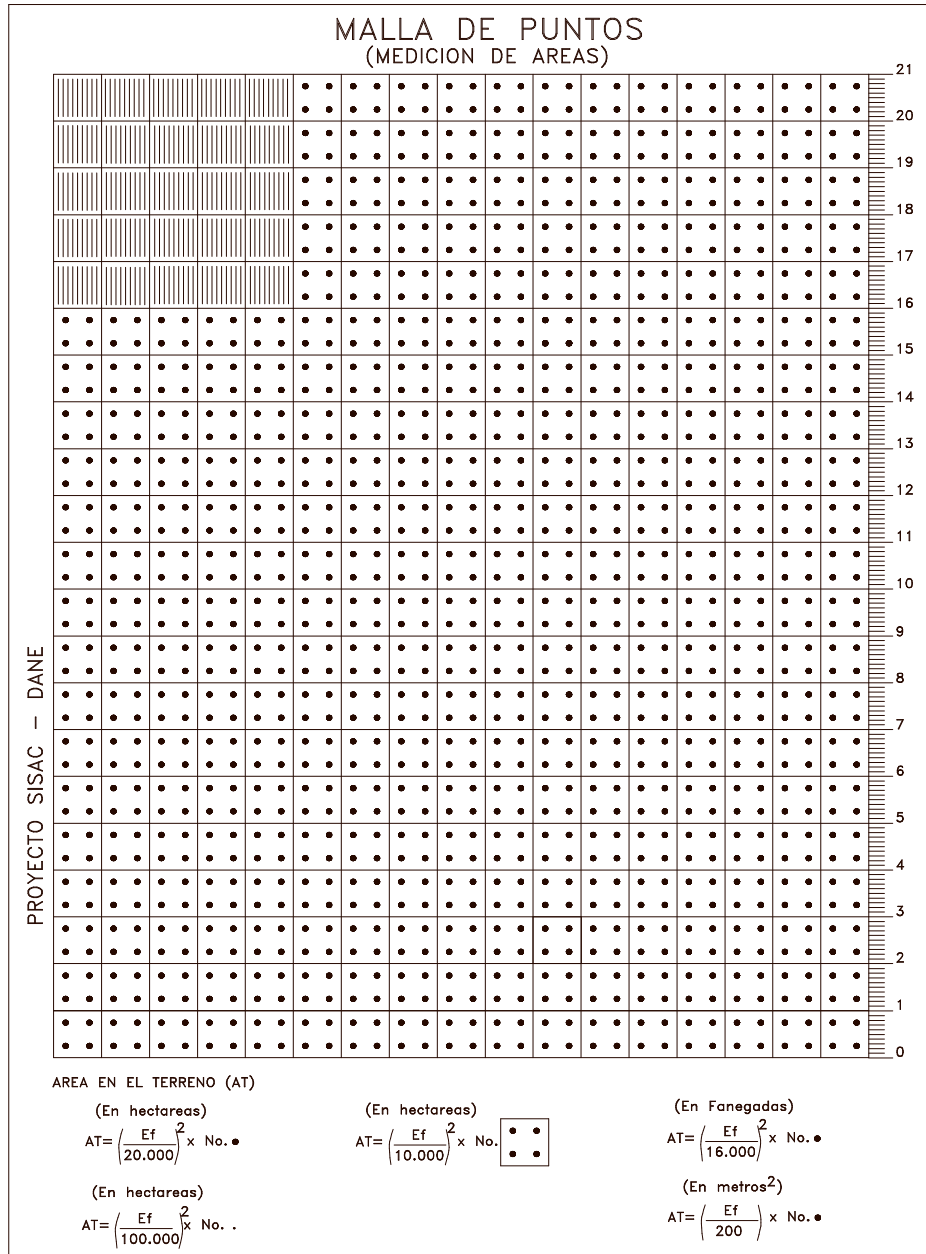 MALLA DE PUNTOS
(MEDICION DE AREAS)
21
20
19
18
17
16
15
14
13
12
11
10
9
8
7
6
5
4
3
2
1
0
PROYECTO SISAC – DANE
AREA EN EL TERRENO (AT)
(En hectareas)
AT= (Ef/20.000)² x No. ●
(En hectareas)
AT= (Ef/10.000)² x No.
(En Fanegadas)
AT= (Ef/16.000)² x No. ●
(En hectareas)
AT= (Ef/100.000)² x No. .
(En metros²)
AT= (Ef/200) x No. ●